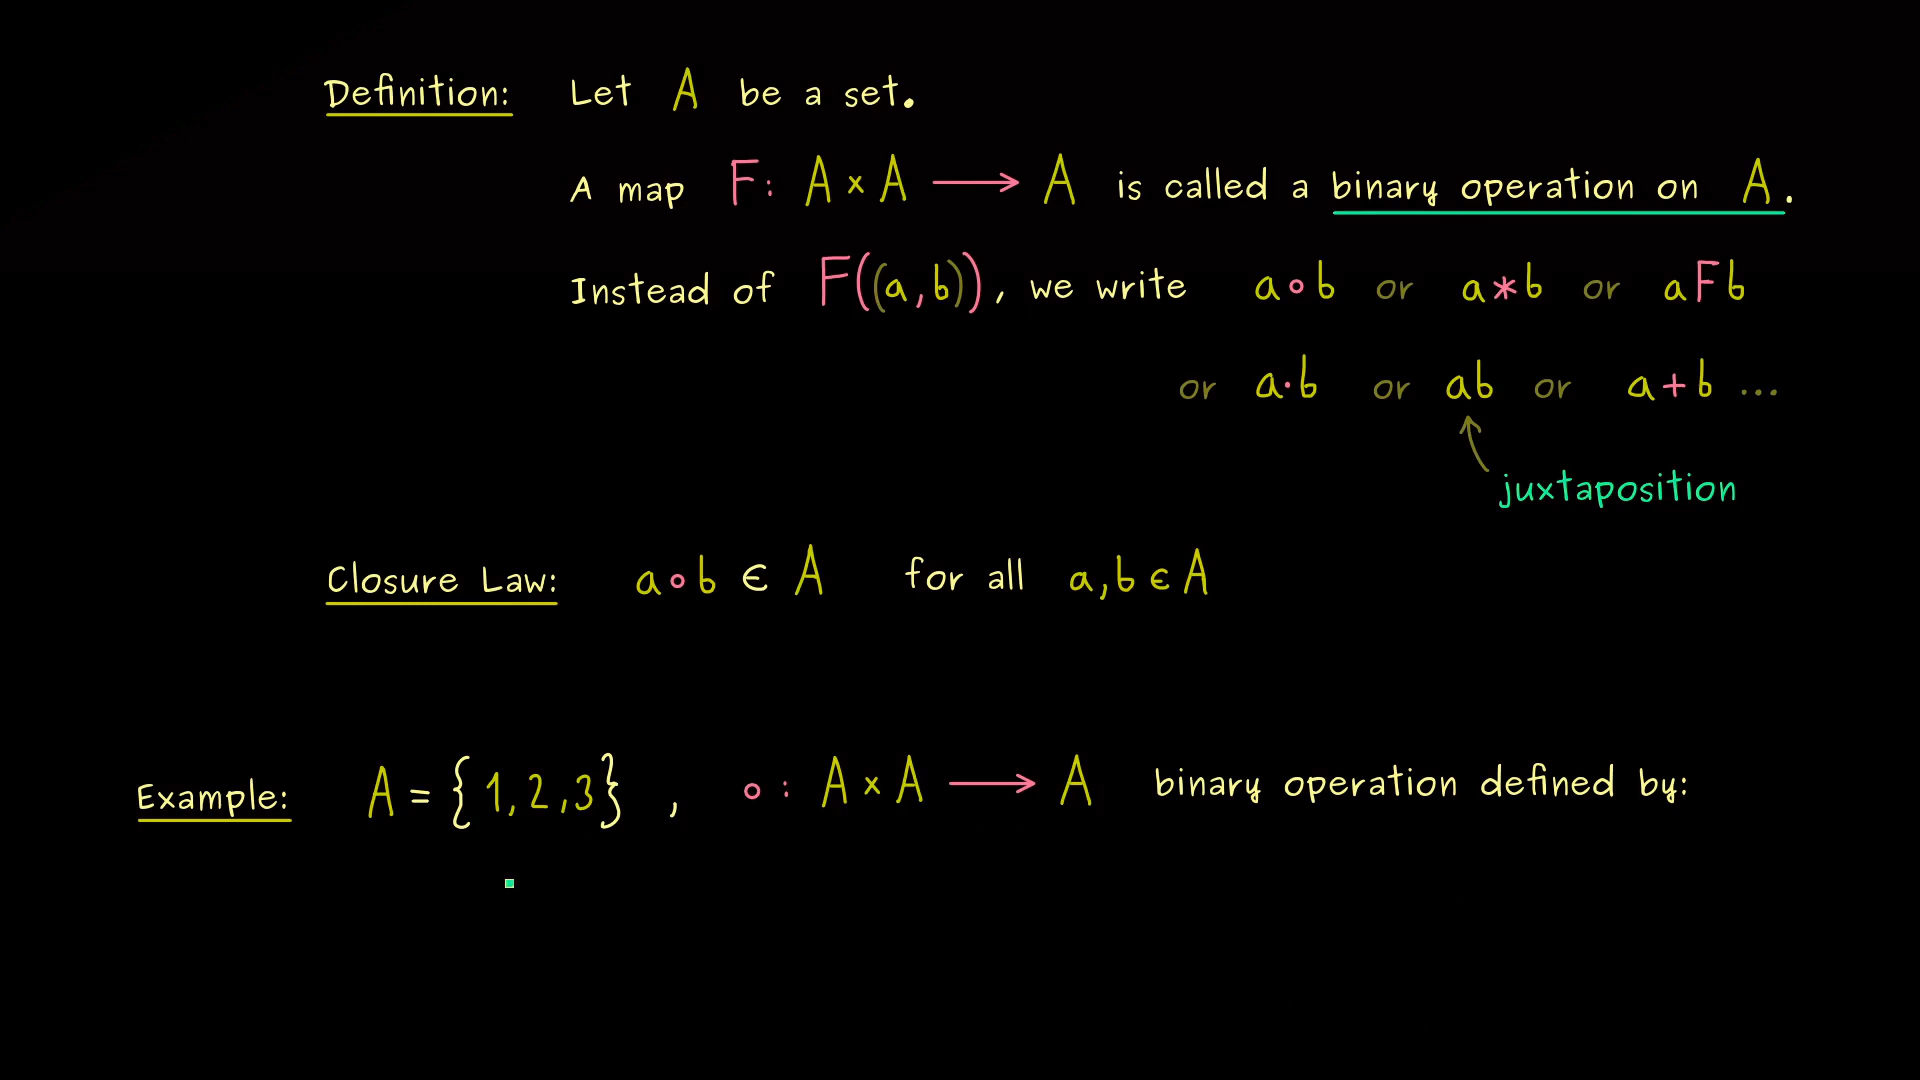 Definition: Let A be a set.
A map F: A × A ⟶ A is called a binary operation on A.
Instead of F((a,b)), we write a∘b or a*b or aFb
or a·b or ab or a+b ...
juxtaposition
Closure Law: a∘b ∈ A for all a,b ∈ A
Example: A = {1,2,3} , ∘ : A × A ⟶ A binary operation defined by: